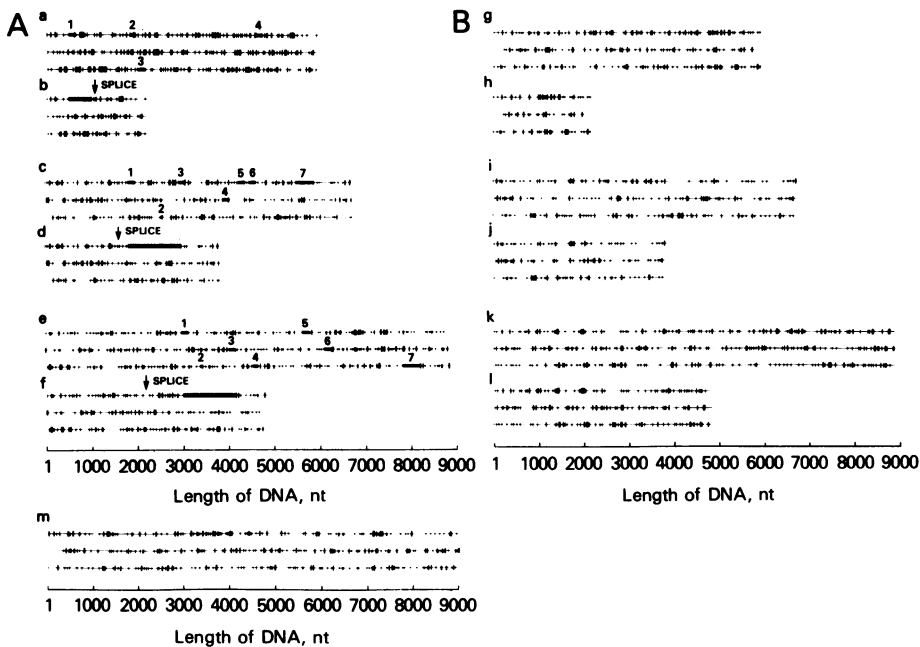 A
a
1 2 4
3
b
SPLICE
c
1 3 5 6 7
4
2
d
SPLICE
e
1 5
3 6
2 4 7
f
SPLICE
1 1000 2000 3000 4000 5000 6000 7000 8000 9000
Length of DNA, nt
m
1 1000 2000 3000 4000 5000 6000 7000 8000 9000
Length of DNA, nt
B
g
h
i
j
k
l
1 1000 2000 3000 4000 5000 6000 7000 8000 9000
Length of DNA, nt